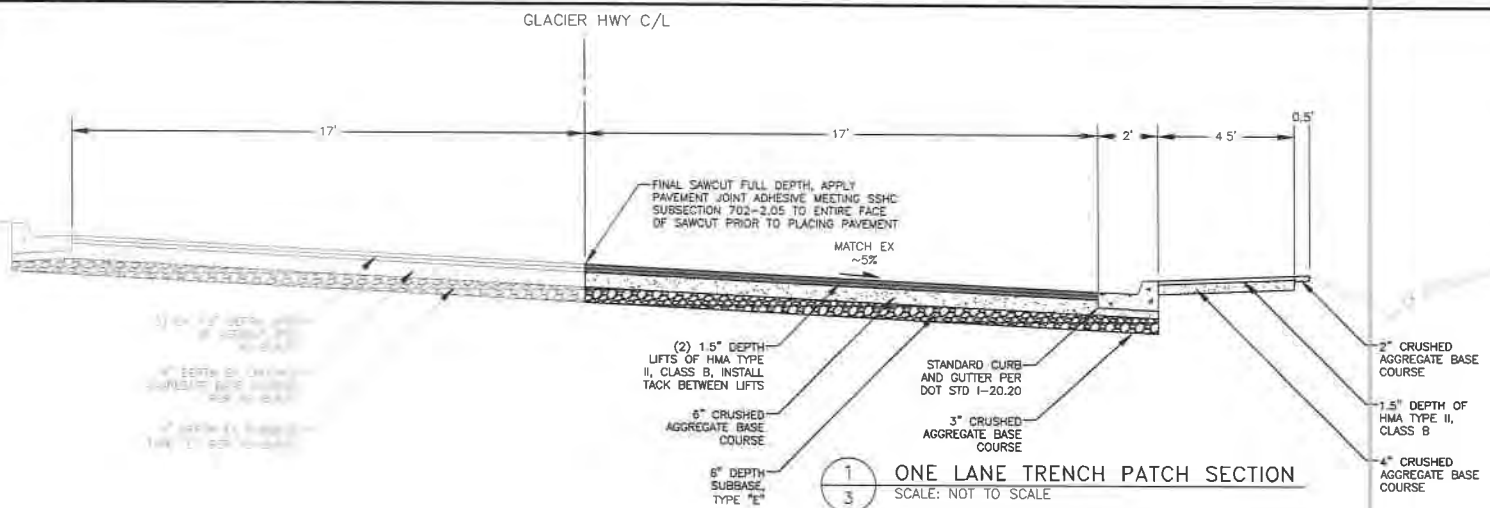 GLACIER HWY C/L
17'
17'
2'
4 5'
0.5'
FINAL SAWCUT FULL DEPTH, APPLY
PAVEMENT JOINT ADHESIVE MEETING SSHC
SUBSECTION 702-2.05 TO ENTIRE FACE
OF SAWCUT PRIOR TO PLACING PAVEMENT
MATCH EX
~5%
(2) 1.5" DEPTH
LIFTS OF HMA TYPE
II, CLASS B, INSTALL
TACK BETWEEN LIFTS
6" CRUSHED
AGGREGATE BASE
COURSE
6" DEPTH
SUBBASE,
TYPE "E"
STANDARD CURB
AND GUTTER PER
DOT STD I-20.20
3" CRUSHED
AGGREGATE BASE
COURSE
2" CRUSHED
AGGREGATE BASE
COURSE
1.5" DEPTH OF
HMA TYPE II,
CLASS B
4" CRUSHED
AGGREGATE BASE
COURSE
1
3
ONE LANE TRENCH PATCH SECTION
SCALE: NOT TO SCALE